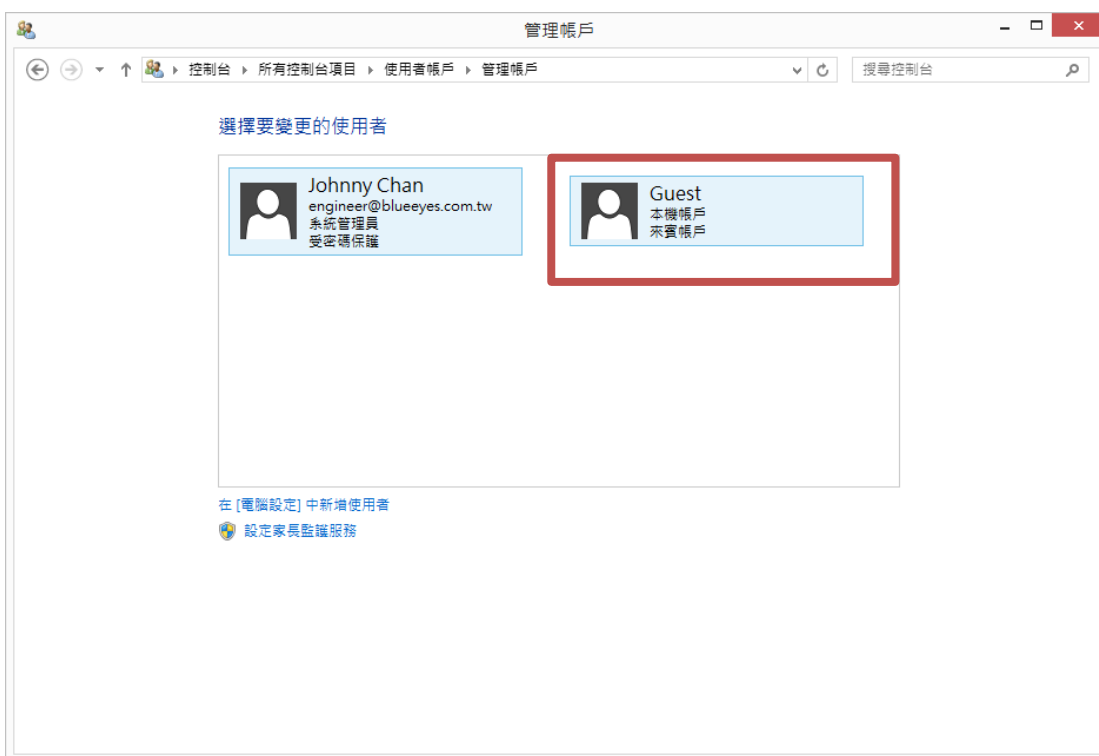 管理帳戶
控制台 所有控制台項目 使用者帳戶 管理帳戶
搜尋控制台
選擇要變更的使用者
Johnny Chan
engineer@blueeyes.com.tw
系統管理員
受密碼保護
Guest
本機帳戶
來賓帳戶
在 [電腦設定] 中新增使用者
設定家長監護服務